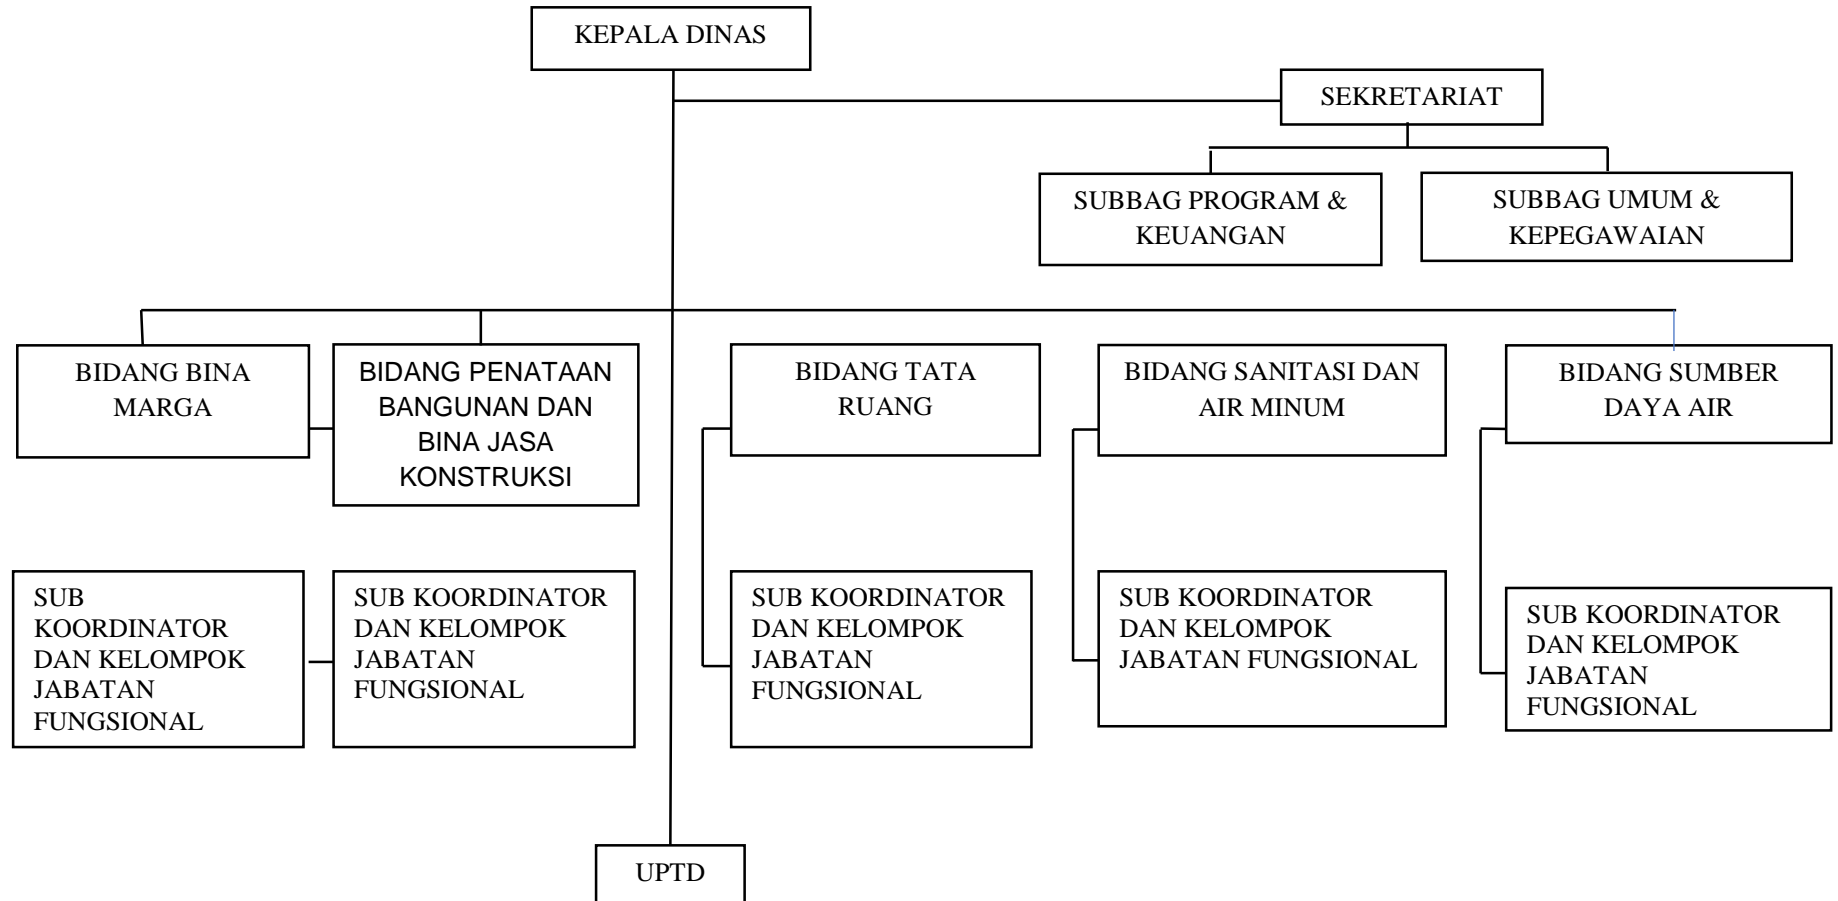 KEPALA DINAS
SEKRETARIAT
SUBBAG PROGRAM &
KEUANGAN
SUBBAG UMUM &
KEPEGAWAIAN
BIDANG BINA
MARGA
BIDANG PENATAAN
BANGUNAN DAN
BINA JASA
KONSTRUKSI
BIDANG TATA
RUANG
BIDANG SANITASI DAN
AIR MINUM
BIDANG SUMBER
DAYA AIR
SUB
KOORDINATOR
DAN KELOMPOK
JABATAN
FUNGSIONAL
SUB KOORDINATOR
DAN KELOMPOK
JABATAN
FUNGSIONAL
SUB KOORDINATOR
DAN KELOMPOK
JABATAN
FUNGSIONAL
SUB KOORDINATOR
DAN KELOMPOK
JABATAN FUNGSIONAL
SUB KOORDINATOR
DAN KELOMPOK
JABATAN
FUNGSIONAL
UPTD